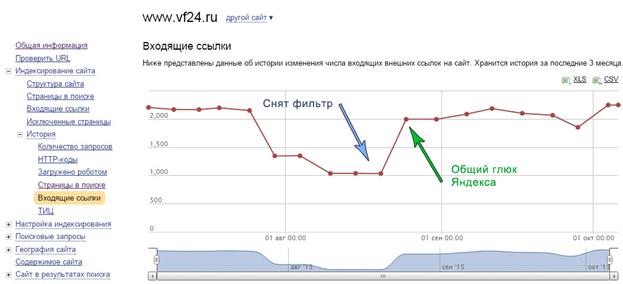 www.vf24.ru другой сайт ▾
Общая информация
Проверить URL
Индексирование сайта
Структура сайта
Страницы в поиске
Входящие ссылки
Исключенные страницы
История
Количество запросов
HTTP-коды
Загружено роботом
Страницы в поиске
Входящие ссылки
ТИЦ
Настройка индексирования
Поисковые запросы
География сайта
Содержимое сайта
Сайт в результатах поиска
Входящие ссылки
Ниже представлены данные об истории изменения числа входящих внешних ссылок на сайт. Хранится история за последние 3 месяца.
XLS CSV
2,000
1,500
1,000
500
0
Снят фильтр
Общий глюк
Яндекса
01 авг 00:00 01 сен 00:00 01 окт 00:00
авг '15 сен '15 окт '15